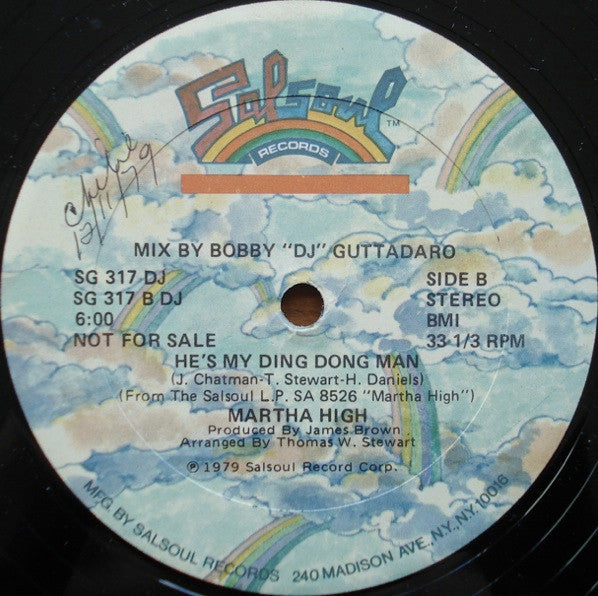 Salsoul
TM
RECORDS
12/11/79
MIX BY BOBBY "DJ" GUTTADARO
SG 317 DJ
SG 317 B DJ
6:00
NOT FOR SALE
SIDE B
STEREO
BMI
33 1/3 RPM
HE'S MY DING DONG MAN
(J. Chatman-T. Stewart-H. Daniels)
(From The Salsoul L.P. SA 8526 "Martha High")
MARTHA HIGH
Produced By James Brown
Arranged By Thomas W. Stewart
℗ 1979 Salsoul Record Corp.
MFG. BY SALSOUL RECORDS 240 MADISON AVE, N.Y., N.Y. 10016